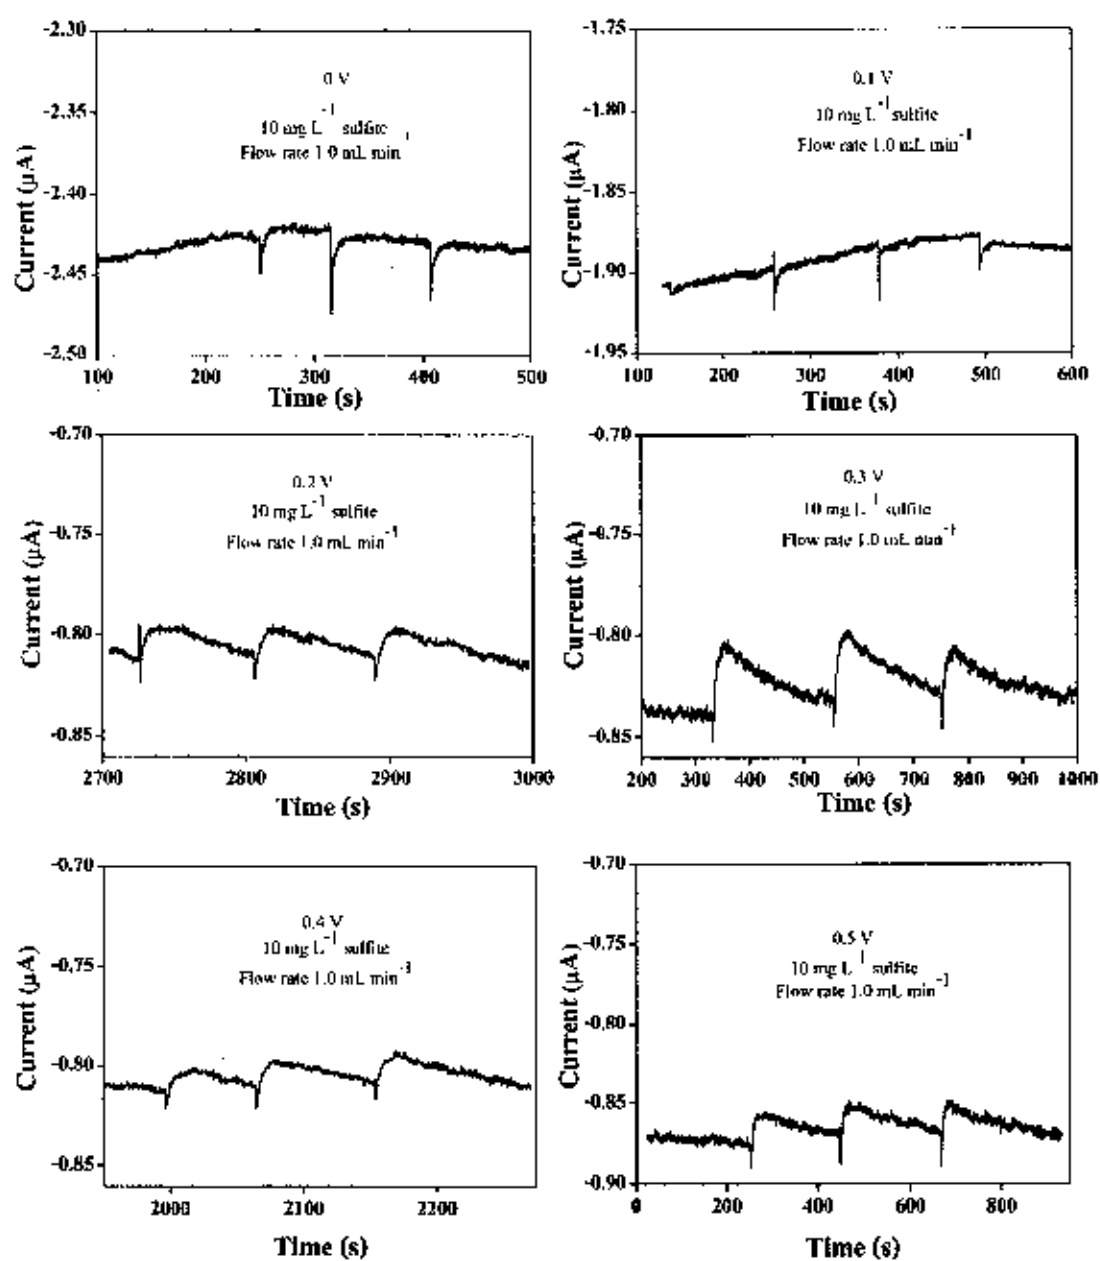 -2.30
-2.35
-2.40
-2.45
-2.50
Current (µA)
0 V
10 mg L-1 sulfite
Flow rate 1.0 mL min-1
100 200 300 400 500
Time (s)
-1.75
-1.80
-1.85
-1.90
-1.95
Current (µA)
0.1 V
10 mg L-1 sulfite
Flow rate 1.0 mL min-1
100 200 300 400 500 600
Time (s)
-0.70
-0.75
-0.80
-0.85
Current (µA)
0.2 V
10 mg L-1 sulfite
Flow rate 1.0 mL min-1
2700 2800 2900 3000
Time (s)
-0.70
-0.75
-0.80
-0.85
Current (µA)
0.3 V
10 mg L-1 sulfite
Flow rate 1.0 mL min-1
200 300 400 500 600 700 800 900 1000
Time (s)
-0.70
-0.75
-0.80
-0.85
Current (µA)
0.4 V
10 mg L-1 sulfite
Flow rate 1.0 mL min-1
2000 2100 2200
Time (s)
-0.70
-0.75
-0.80
-0.85
-0.90
Current (µA)
0.5 V
10 mg L-1 sulfite
Flow rate 1.0 mL min-1
0 200 400 600 800
Time (s)